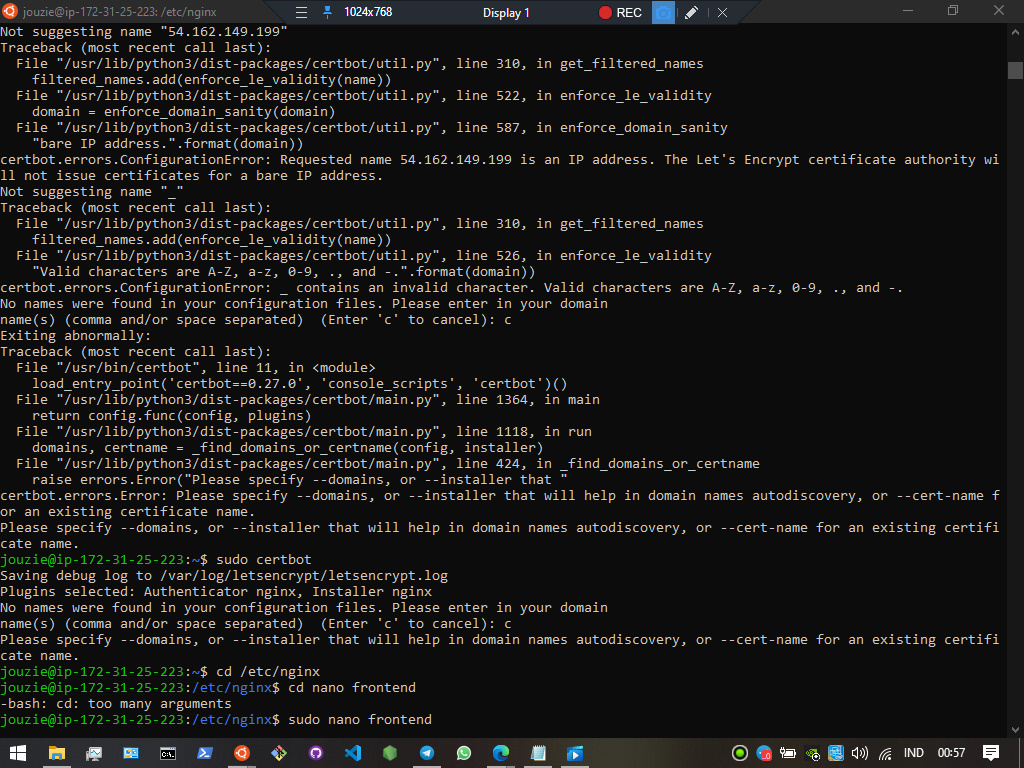 jouzie@ip-172-31-25-223: /etc/nginx
1024x768
Display 1
REC
Not suggesting name "54.162.149.199"
Traceback (most recent call last):
  File "/usr/lib/python3/dist-packages/certbot/util.py", line 310, in get_filtered_names
    filtered_names.add(enforce_le_validity(name))
  File "/usr/lib/python3/dist-packages/certbot/util.py", line 522, in enforce_le_validity
    domain = enforce_domain_sanity(domain)
  File "/usr/lib/python3/dist-packages/certbot/util.py", line 587, in enforce_domain_sanity
    "bare IP address.".format(domain))
certbot.errors.ConfigurationError: Requested name 54.162.149.199 is an IP address. The Let's Encrypt certificate authority wi
ll not issue certificates for a bare IP address.
Not suggesting name "_"
Traceback (most recent call last):
  File "/usr/lib/python3/dist-packages/certbot/util.py", line 310, in get_filtered_names
    filtered_names.add(enforce_le_validity(name))
  File "/usr/lib/python3/dist-packages/certbot/util.py", line 526, in enforce_le_validity
    "Valid characters are A-Z, a-z, 0-9, ., and -.".format(domain))
certbot.errors.ConfigurationError: _ contains an invalid character. Valid characters are A-Z, a-z, 0-9, ., and -.
No names were found in your configuration files. Please enter in your domain
name(s) (comma and/or space separated)  (Enter 'c' to cancel): c
Exiting abnormally:
Traceback (most recent call last):
  File "/usr/bin/certbot", line 11, in <module>
    load_entry_point('certbot==0.27.0', 'console_scripts', 'certbot')()
  File "/usr/lib/python3/dist-packages/certbot/main.py", line 1364, in main
    return config.func(config, plugins)
  File "/usr/lib/python3/dist-packages/certbot/main.py", line 1118, in run
    domains, certname = _find_domains_or_certname(config, installer)
  File "/usr/lib/python3/dist-packages/certbot/main.py", line 424, in _find_domains_or_certname
    raise errors.Error("Please specify --domains, or --installer that "
certbot.errors.Error: Please specify --domains, or --installer that will help in domain names autodiscovery, or --cert-name f
or an existing certificate name.
Please specify --domains, or --installer that will help in domain names autodiscovery, or --cert-name for an existing certifi
cate name.
jouzie@ip-172-31-25-223:~$ sudo certbot
Saving debug log to /var/log/letsencrypt/letsencrypt.log
Plugins selected: Authenticator nginx, Installer nginx
No names were found in your configuration files. Please enter in your domain
name(s) (comma and/or space separated)  (Enter 'c' to cancel): c
Please specify --domains, or --installer that will help in domain names autodiscovery, or --cert-name for an existing certifi
cate name.
jouzie@ip-172-31-25-223:~$ cd /etc/nginx
jouzie@ip-172-31-25-223:/etc/nginx$ cd nano frontend
-bash: cd: too many arguments
jouzie@ip-172-31-25-223:/etc/nginx$ sudo nano frontend
IND
00:57